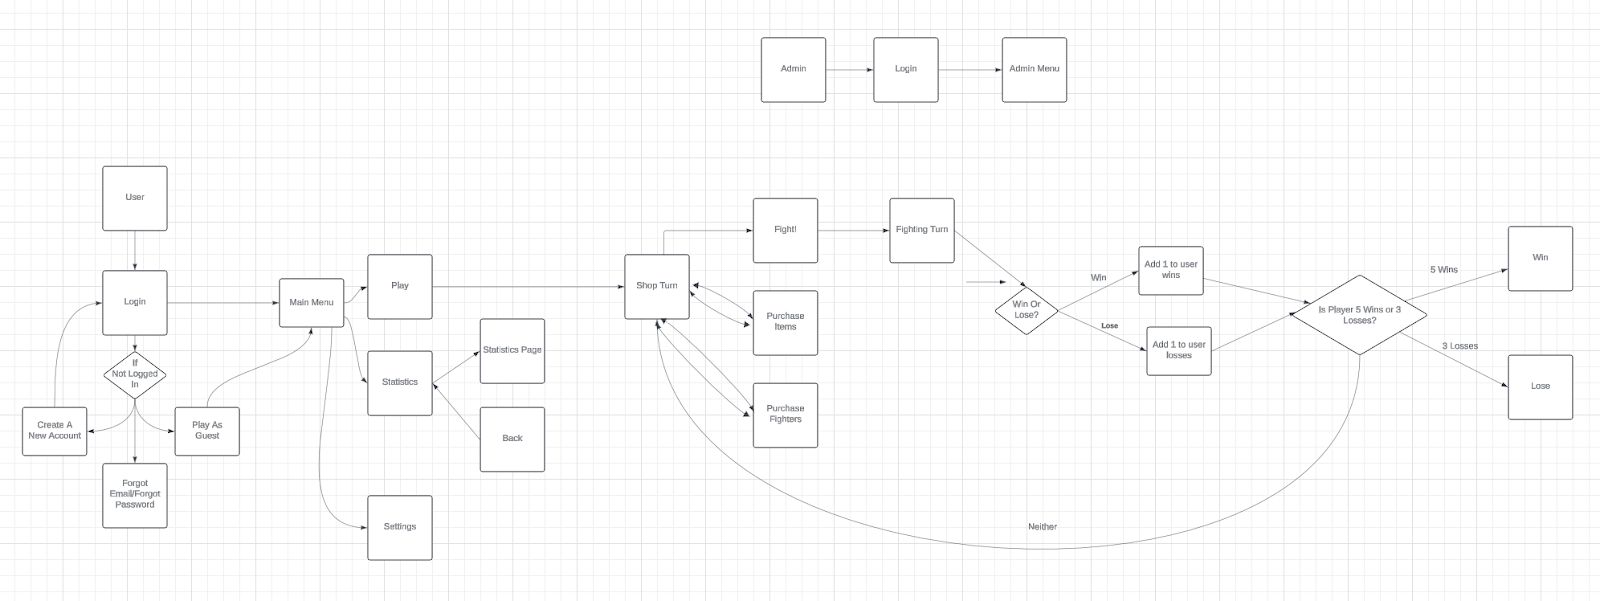 Admin
Login
Admin Menu
User
Login
If
Not Logged
In
Create A
New Account
Play As
Guest
Forgot
Email/Forgot
Password
Main Menu
Play
Statistics
Statistics Page
Back
Settings
Shop Turn
Fight!
Purchase
Items
Purchase
Fighters
Fighting Turn
Win Or
Lose?
Win
Lose
Add 1 to user
wins
Add 1 to user
losses
Is Player 5 Wins or 3
Losses?
5 Wins
3 Losses
Win
Lose
Neither